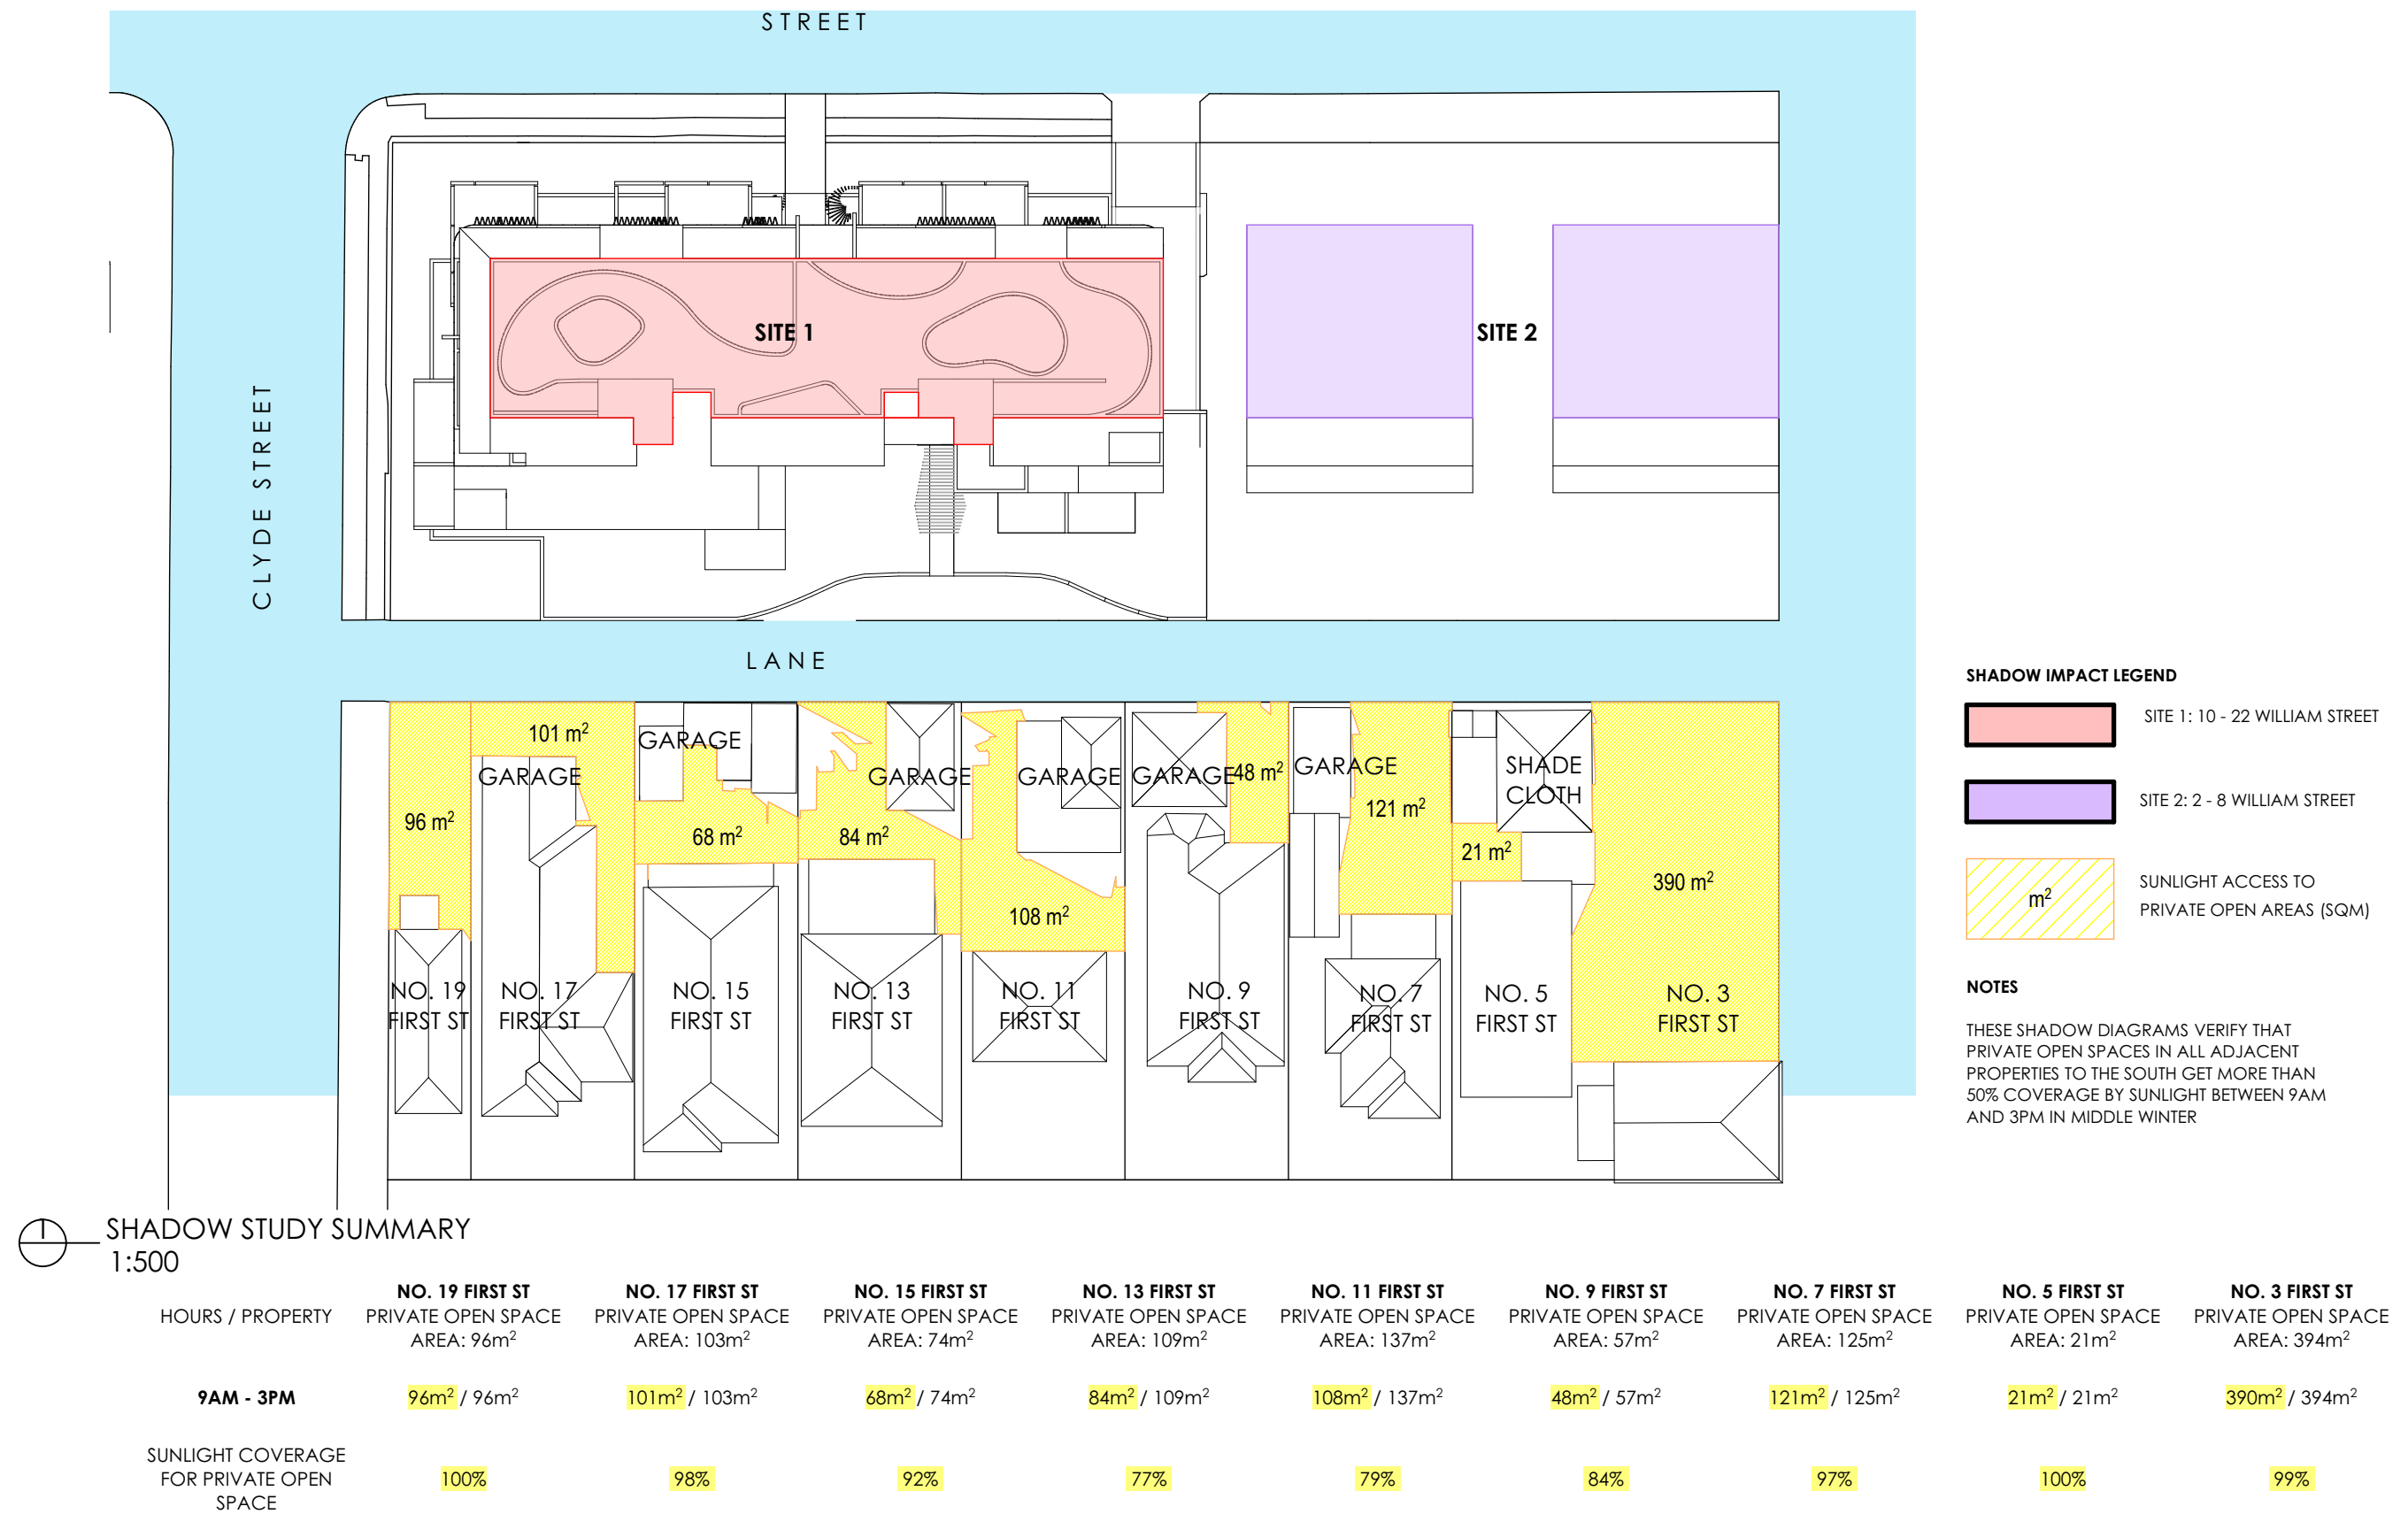 STREET
SITE 1
SITE 2
CLYDE STREET
LANE
SHADOW IMPACT LEGEND
SITE 1: 10 - 22 WILLIAM STREET
SITE 2: 2 - 8 WILLIAM STREET
m²
SUNLIGHT ACCESS TO
PRIVATE OPEN AREAS (SQM)
NOTES
THESE SHADOW DIAGRAMS VERIFY THAT
PRIVATE OPEN SPACES IN ALL ADJACENT
PROPERTIES TO THE SOUTH GET MORE THAN
50% COVERAGE BY SUNLIGHT BETWEEN 9AM
AND 3PM IN MIDDLE WINTER
101 m²
GARAGE
GARAGE
GARAGE
GARAGE
GARAGE
48 m²
GARAGE
SHADE
CLOTH
96 m²
68 m²
84 m²
108 m²
121 m²
21 m²
390 m²
NO. 19
FIRST ST
NO. 17
FIRST ST
NO. 15
FIRST ST
NO. 13
FIRST ST
NO. 11
FIRST ST
NO. 9
FIRST ST
NO. 7
FIRST ST
NO. 5
FIRST ST
NO. 3
FIRST ST
SHADOW STUDY SUMMARY
1:500
HOURS / PROPERTY
NO. 19 FIRST ST
PRIVATE OPEN SPACE
AREA: 96m²
NO. 17 FIRST ST
PRIVATE OPEN SPACE
AREA: 103m²
NO. 15 FIRST ST
PRIVATE OPEN SPACE
AREA: 74m²
NO. 13 FIRST ST
PRIVATE OPEN SPACE
AREA: 109m²
NO. 11 FIRST ST
PRIVATE OPEN SPACE
AREA: 137m²
NO. 9 FIRST ST
PRIVATE OPEN SPACE
AREA: 57m²
NO. 7 FIRST ST
PRIVATE OPEN SPACE
AREA: 125m²
NO. 5 FIRST ST
PRIVATE OPEN SPACE
AREA: 21m²
NO. 3 FIRST ST
PRIVATE OPEN SPACE
AREA: 394m²
9AM - 3PM
96m² / 96m²
101m² / 103m²
68m² / 74m²
84m² / 109m²
108m² / 137m²
48m² / 57m²
121m² / 125m²
21m² / 21m²
390m² / 394m²
SUNLIGHT COVERAGE
FOR PRIVATE OPEN
SPACE
100%
98%
92%
77%
79%
84%
97%
100%
99%